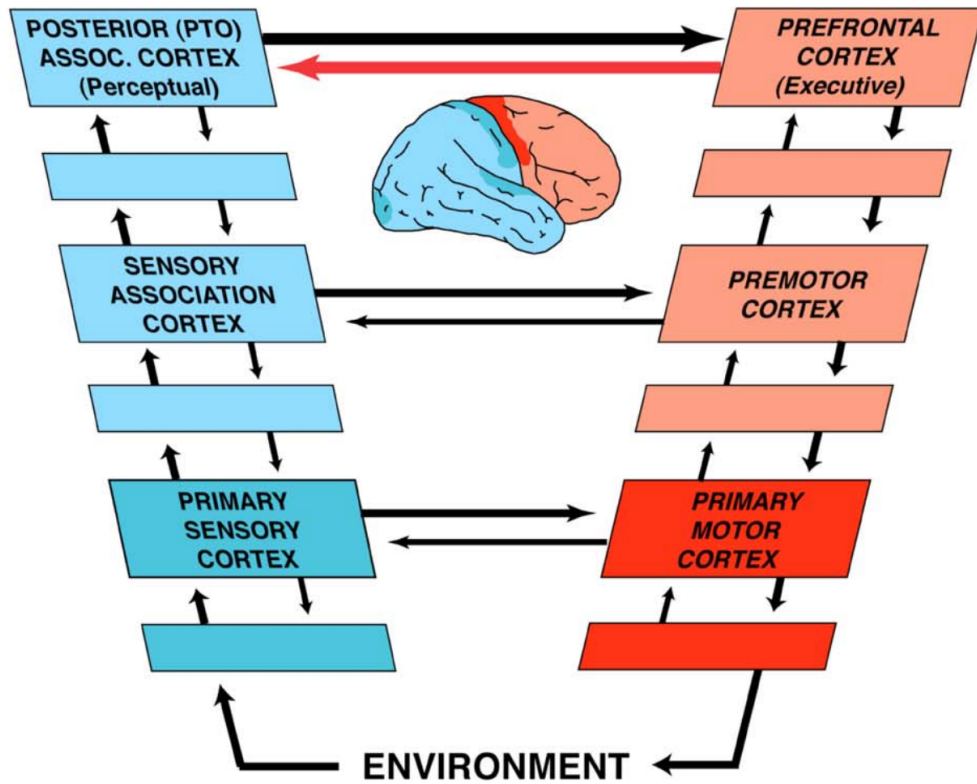 POSTERIOR (PTO)
ASSOC. CORTEX
(Perceptual)
PREFRONTAL
CORTEX
(Executive)
SENSORY
ASSOCIATION
CORTEX
PREMOTOR
CORTEX
PRIMARY
SENSORY
CORTEX
PRIMARY
MOTOR
CORTEX
ENVIRONMENT